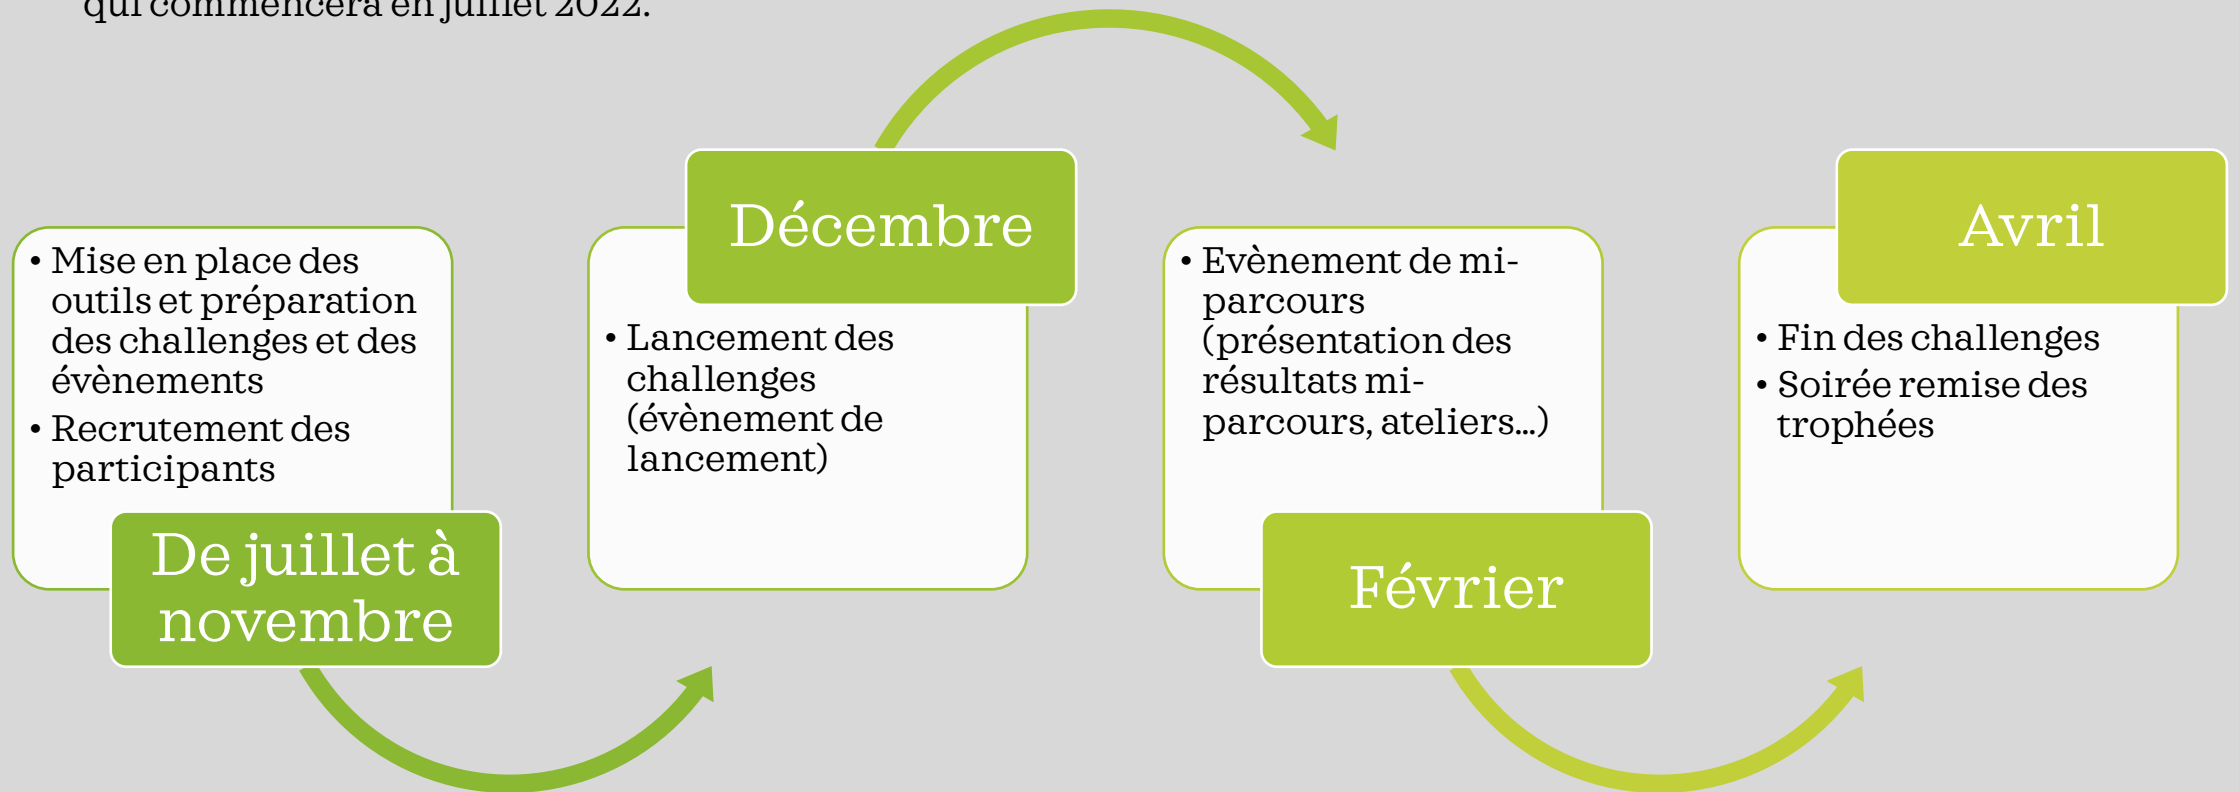 qui commencera en juillet 2022.
• Mise en place des
outils et préparation
des challenges et des
évènements
• Recrutement des
participants
De juillet à
novembre
Décembre
• Lancement des
challenges
(évènement de
lancement)
• Evènement de mi-
parcours
(présentation des
résultats mi-
parcours, ateliers...)
Février
Avril
• Fin des challenges
• Soirée remise des
trophées